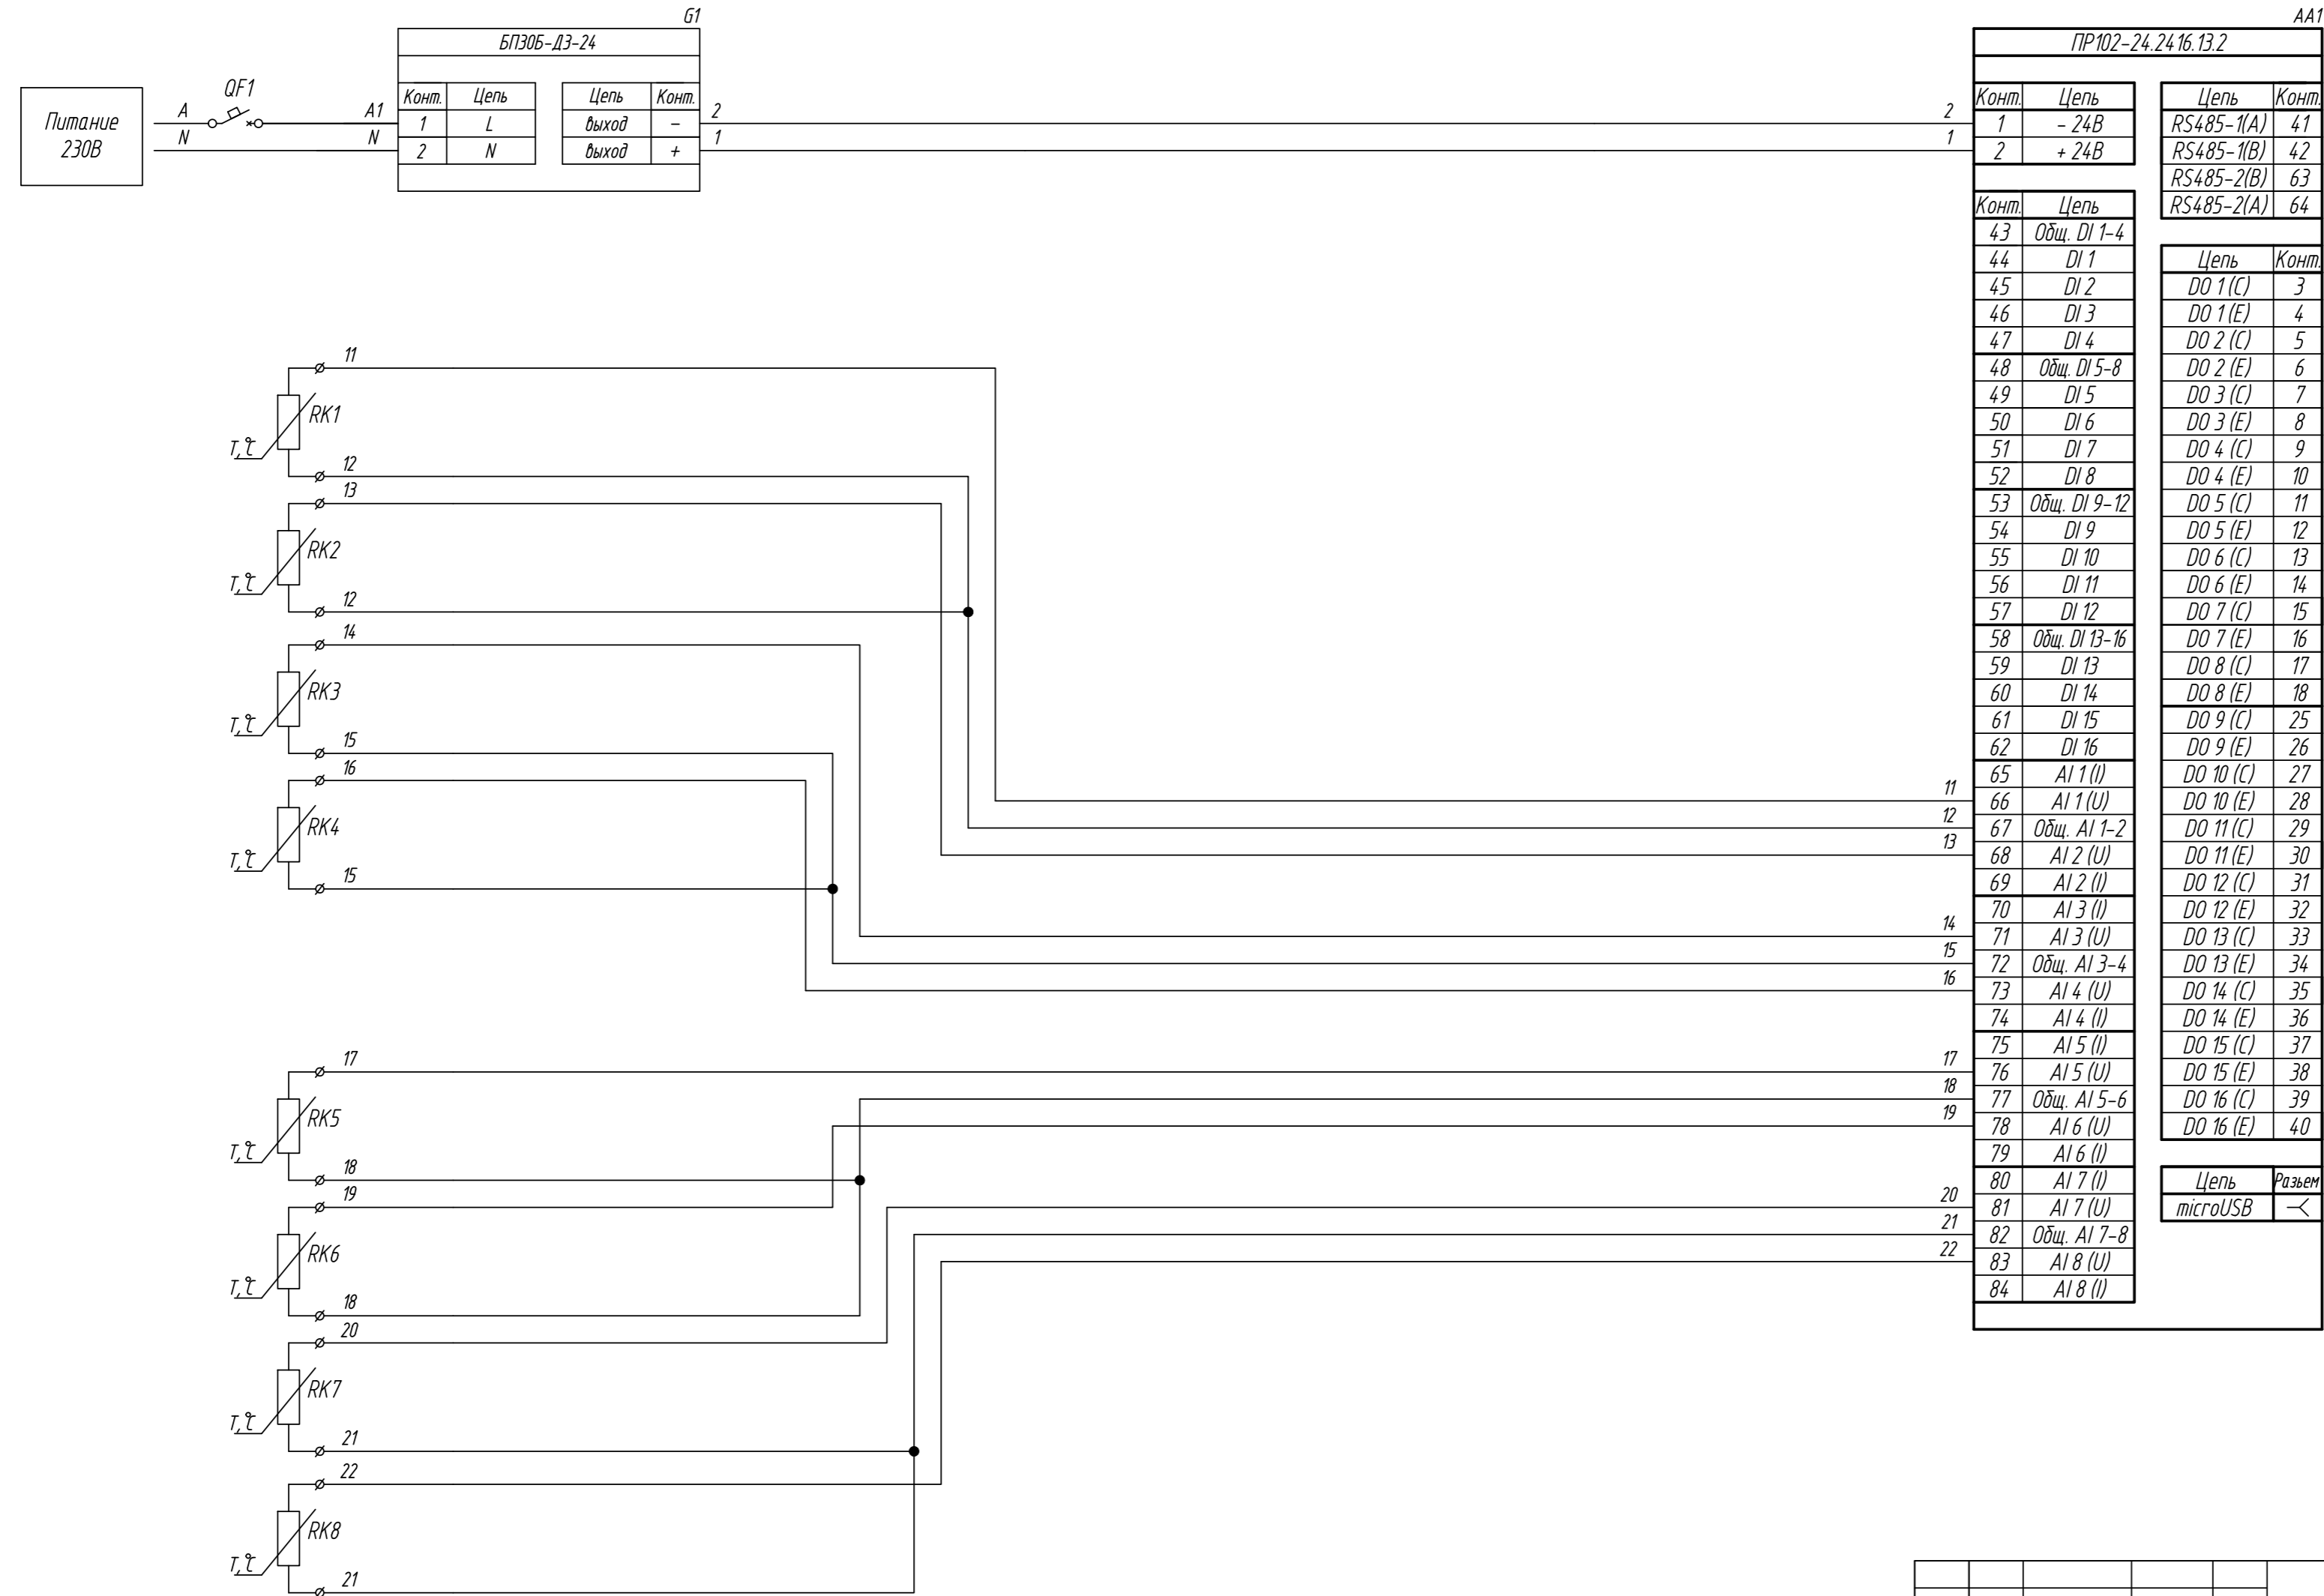 G1
AA1
БП30Б-Д3-24
ПР102-24.2416.13.2
Питание
230В
A
QF1
A1
N
N
Конт. Цепь Цепь Конт.
1 L выход -
2 N выход +
2
1
2
1
Конт. Цепь
1 - 24В
2 + 24В
Цепь Конт.
RS485-1(A) 41
RS485-1(B) 42
RS485-2(B) 63
RS485-2(A) 64
Конт. Цепь
43 Общ. DI 1-4
44 DI 1
45 DI 2
46 DI 3
47 DI 4
48 Общ. DI 5-8
49 DI 5
50 DI 6
51 DI 7
52 DI 8
53 Общ. DI 9-12
54 DI 9
55 DI 10
56 DI 11
57 DI 12
58 Общ. DI 13-16
59 DI 13
60 DI 14
61 DI 15
62 DI 16
65 AI 1 (I)
66 AI 1 (U)
67 Общ. AI 1-2
68 AI 2 (U)
69 AI 2 (I)
70 AI 3 (I)
71 AI 3 (U)
72 Общ. AI 3-4
73 AI 4 (U)
74 AI 4 (I)
75 AI 5 (I)
76 AI 5 (U)
77 Общ. AI 5-6
78 AI 6 (U)
79 AI 6 (I)
80 AI 7 (I)
81 AI 7 (U)
82 Общ. AI 7-8
83 AI 8 (U)
84 AI 8 (I)
Цепь Конт.
DO 1 (C) 3
DO 1 (E) 4
DO 2 (C) 5
DO 2 (E) 6
DO 3 (C) 7
DO 3 (E) 8
DO 4 (C) 9
DO 4 (E) 10
DO 5 (C) 11
DO 5 (E) 12
DO 6 (C) 13
DO 6 (E) 14
DO 7 (C) 15
DO 7 (E) 16
DO 8 (C) 17
DO 8 (E) 18
DO 9 (C) 25
DO 9 (E) 26
DO 10 (C) 27
DO 10 (E) 28
DO 11 (C) 29
DO 11 (E) 30
DO 12 (C) 31
DO 12 (E) 32
DO 13 (C) 33
DO 13 (E) 34
DO 14 (C) 35
DO 14 (E) 36
DO 15 (C) 37
DO 15 (E) 38
DO 16 (C) 39
DO 16 (E) 40
Цепь Разьем
microUSB
11
RK1
T,℃
12
13
RK2
T,℃
12
14
RK3
T,℃
15
16
RK4
T,℃
15
17
RK5
T,℃
18
19
RK6
T,℃
18
20
RK7
T,℃
21
22
RK8
T,℃
21
11
12
13
14
15
16
17
18
19
20
21
22